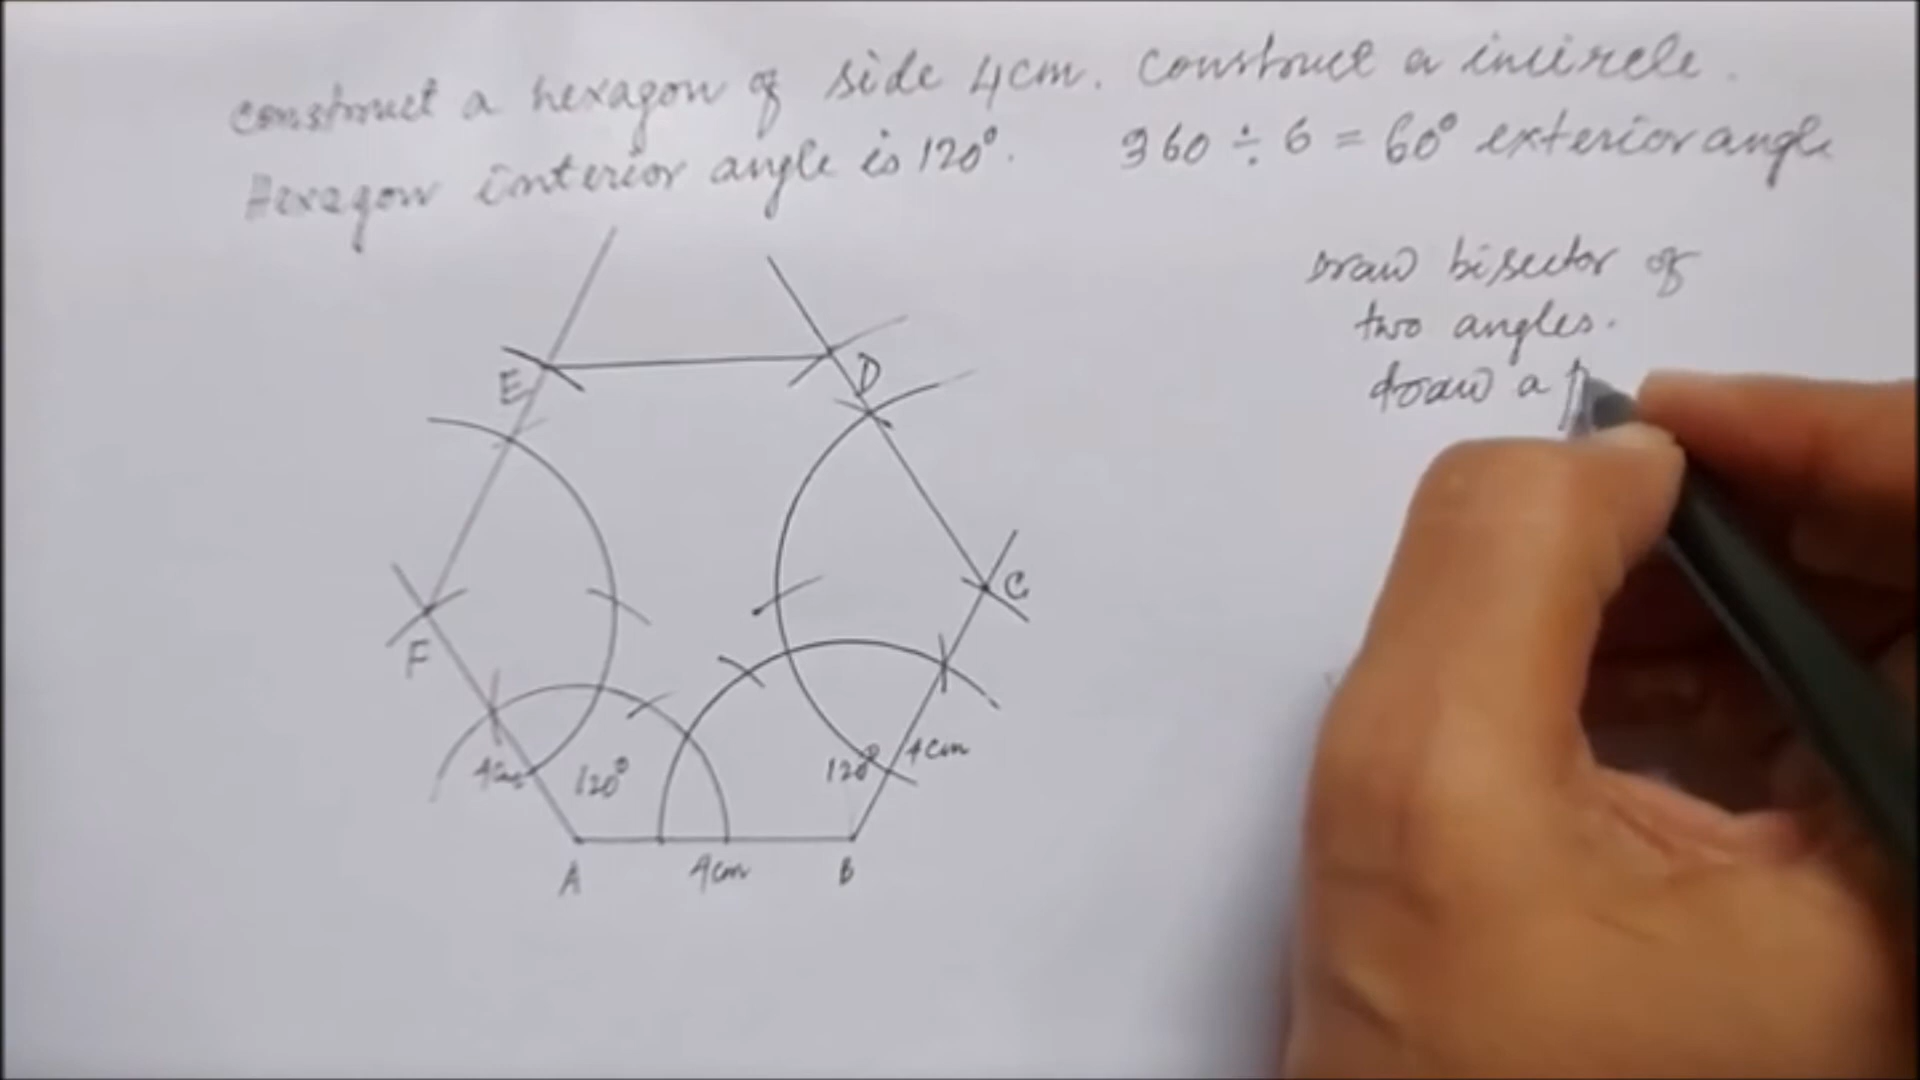 construct a hexagon of side 4cm. construct a incircle.
Hexagon interior angle is 120°. 360 ÷ 6 = 60° exterior angle
Draw bisector of
two angles.
draw a
E
D
C
F
4cm
120°
120°
4cm
A
4cm
B